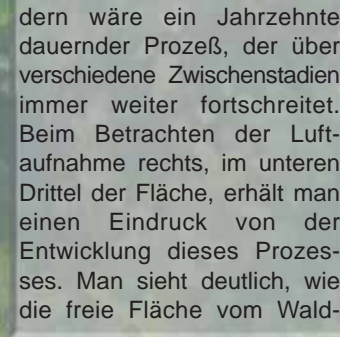 dern wäre ein Jahrzehnte
dauernder Prozeß, der über
verschiedene Zwischenstadien
immer weiter fortschreitet.
Beim Betrachten der Luft-
aufnahme rechts, im unteren
Drittel der Fläche, erhält man
einen Eindruck von der
Entwicklung dieses Prozes-
ses. Man sieht deutlich, wie
die freie Fläche vom Wald-